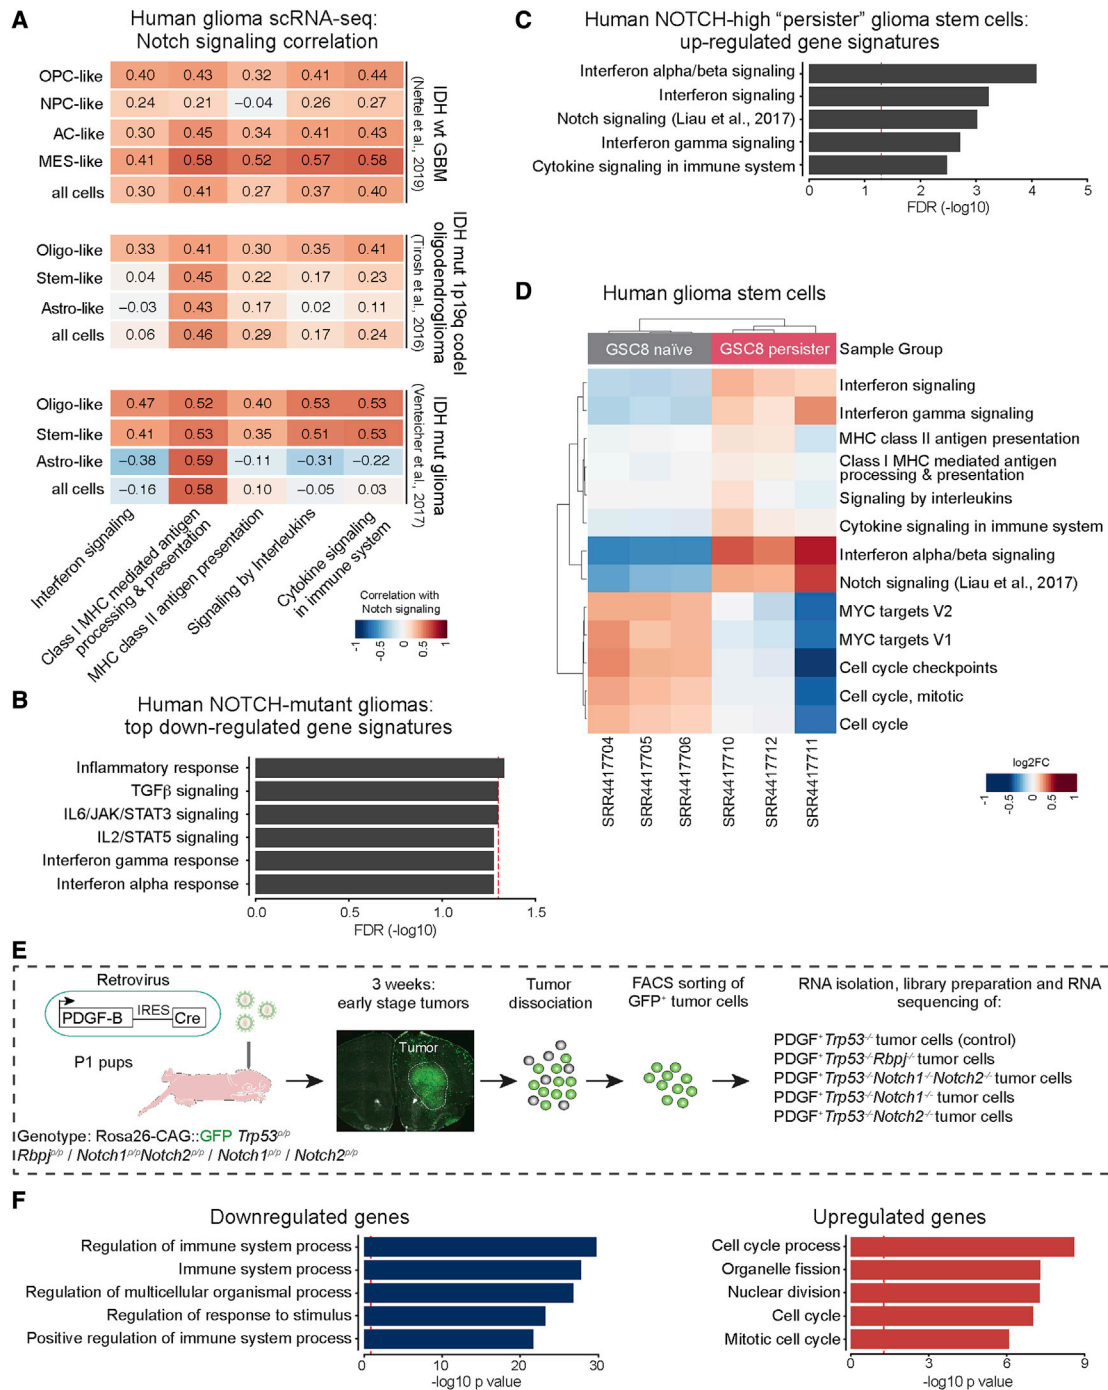 A
Human glioma scRNA-seq:
Notch signaling correlation
OPC-like 0.40 0.43 0.32 0.41 0.44
NPC-like 0.24 0.21 −0.04 0.26 0.27
AC-like 0.30 0.45 0.34 0.41 0.43
MES-like 0.41 0.58 0.52 0.57 0.58
all cells 0.30 0.41 0.27 0.37 0.40
IDH wt GBM
(Neftel et al., 2019)
Oligo-like 0.33 0.41 0.30 0.35 0.41
Stem-like 0.04 0.45 0.22 0.17 0.23
Astro-like −0.03 0.43 0.17 0.02 0.11
all cells 0.06 0.46 0.29 0.17 0.24
IDH mut 1p19q codel
oligodendroglioma
(Tirosh et al., 2016)
Oligo-like 0.47 0.52 0.40 0.53 0.53
Stem-like 0.41 0.53 0.35 0.51 0.53
Astro-like −0.38 0.59 −0.11 −0.31 −0.22
all cells −0.16 0.58 0.10 −0.05 0.03
IDH mut glioma
(Venteicher et al., 2017)
Interferon signaling
Class I MHC mediated antigen
processing & presentation
MHC class II antigen presentation
Signaling by Interleukins
Cytokine signaling
in immune system
Correlation with
Notch signaling
-1 -0.5 0 0.5 1
B
Human NOTCH-mutant gliomas:
top down-regulated gene signatures
Inflammatory response
TGFβ signaling
IL6/JAK/STAT3 signaling
IL2/STAT5 signaling
Interferon gamma response
Interferon alpha response
0.0 0.5 1.0 1.5
FDR (-log10)
C
Human NOTCH-high “persister” glioma stem cells:
up-regulated gene signatures
Interferon alpha/beta signaling
Interferon signaling
Notch signaling (Liau et al., 2017)
Interferon gamma signaling
Cytokine signaling in immune system
0 1 2 3 4 5
FDR (-log10)
D
Human glioma stem cells
GSC8 naïve GSC8 persister Sample Group
Interferon signaling
Interferon gamma signaling
MHC class II antigen presentation
Class I MHC mediated antigen
processing & presentation
Signaling by interleukins
Cytokine signaling in immune system
Interferon alpha/beta signaling
Notch signaling (Liau et al., 2017)
MYC targets V2
MYC targets V1
Cell cycle checkpoints
Cell cycle, mitotic
Cell cycle
SRR4417704 SRR4417705 SRR4417706 SRR4417710 SRR4417712 SRR4417711
log2FC
-1 -0.5 0 0.5 1
E
Retrovirus
PDGF-B IRES Cre
P1 pups
Genotype: Rosa26-CAG::GFP Trp53p/p
Rbpjp/p / Notch1p/pNotch2p/p / Notch1p/p / Notch2p/p
3 weeks:
early stage tumors
Tumor
Tumor
dissociation
FACS sorting of
GFP+ tumor cells
RNA isolation, library preparation and RNA
sequencing of:
PDGF+Trp53-/- tumor cells (control)
PDGF+Trp53-/-Rbpj-/- tumor cells
PDGF+Trp53-/-Notch1-/-Notch2-/- tumor cells
PDGF+Trp53-/-Notch1-/- tumor cells
PDGF+Trp53-/-Notch2-/- tumor cells
F
Downregulated genes
Regulation of immune system process
Immune system process
Regulation of multicellular organismal process
Regulation of response to stimulus
Positive regulation of immune system process
0 10 20 30
-log10 p value
Upregulated genes
Cell cycle process
Organelle fission
Nuclear division
Cell cycle
Mitotic cell cycle
0 3 6 9
-log10 p value